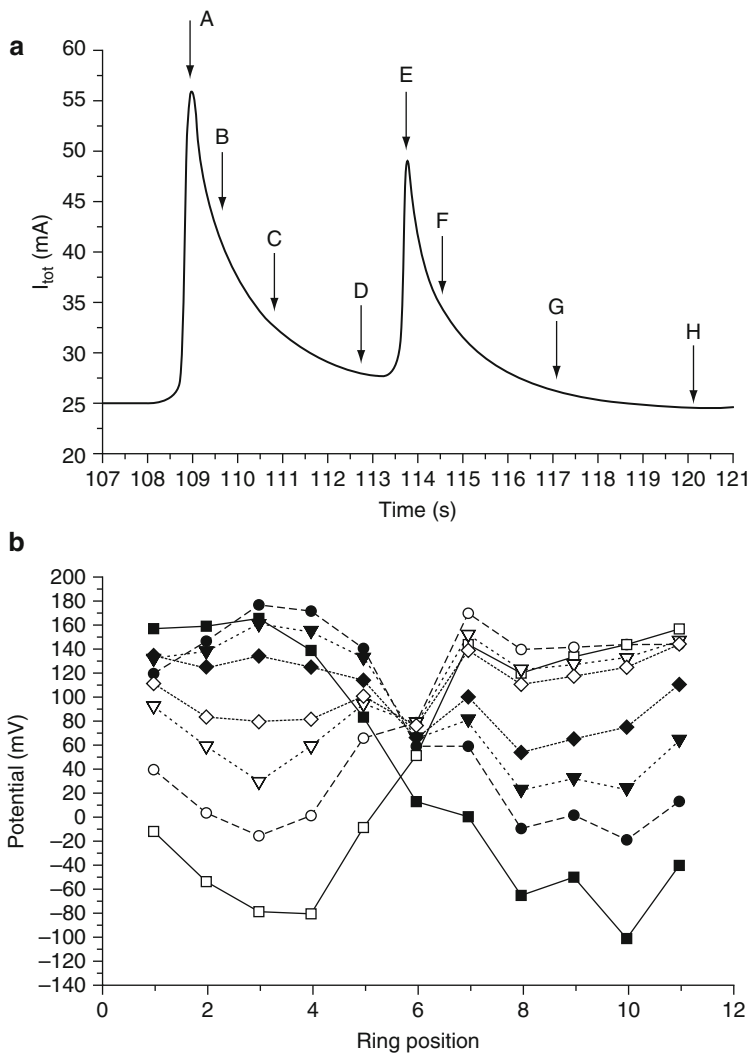 a
A
B
C
D
E
F
G
H
60
55
50
45
40
35
30
25
20
I_tot (mA)
107 108 109 110 111 112 113 114 115 116 117 118 119 120 121
Time (s)
b
200
180
160
140
120
100
80
60
40
20
0
−20
−40
−60
−80
−100
−120
−140
Potential (mV)
0 2 4 6 8 10 12
Ring position